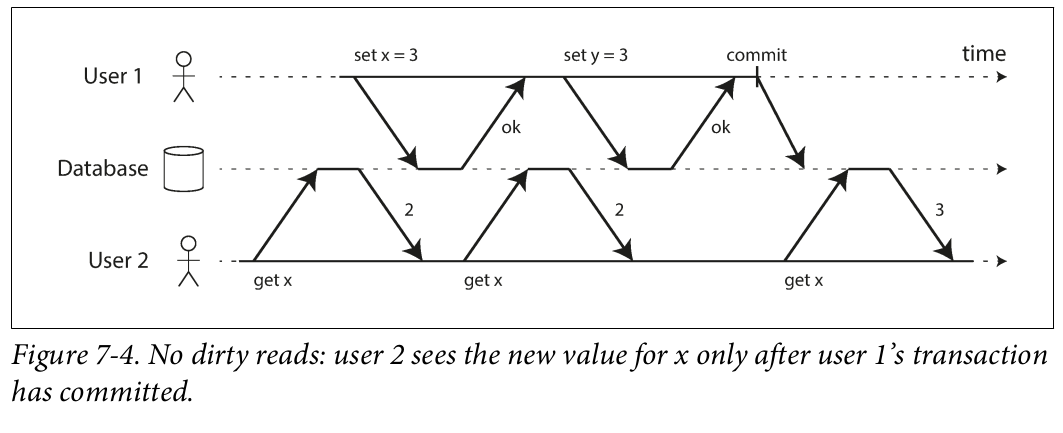 set x = 3 set y = 3 commit time
User 1
ok ok
Database
2 2 3
User 2
get x get x get x
Figure 7-4. No dirty reads: user 2 sees the new value for x only after user 1's transaction
has committed.